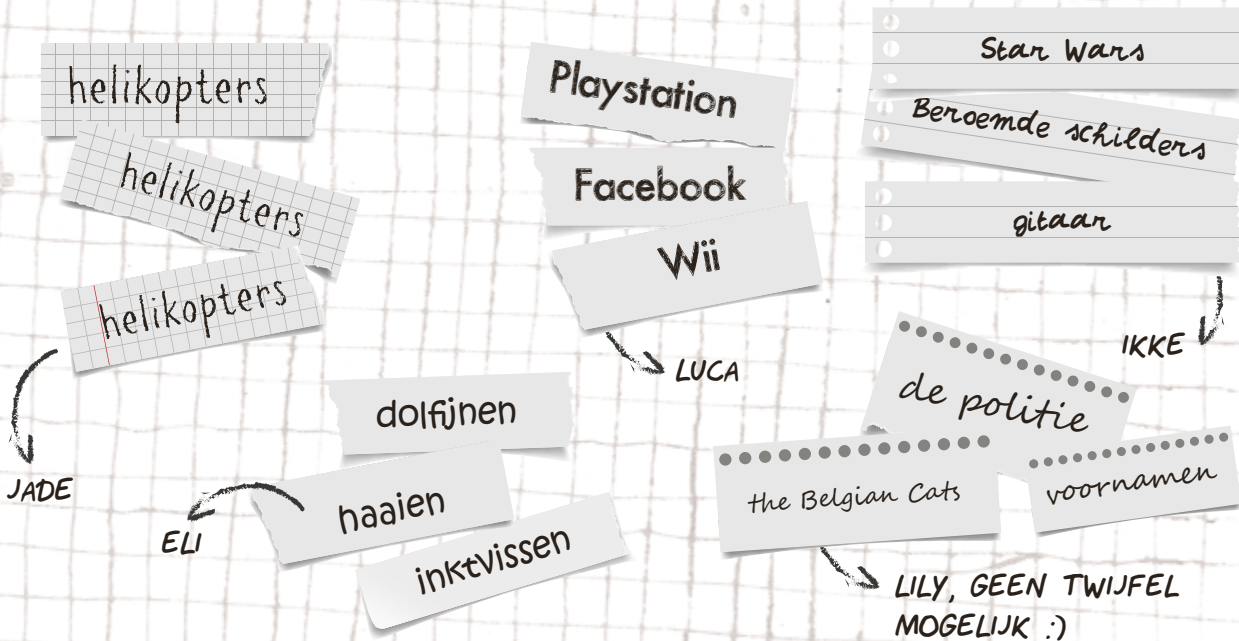 helikopters
helikopters
helikopters
JADE
Playstation
Facebook
Wii
LUCA
Star Wars
Beroemde schilders
gitaar
IKKE
dolfijnen
haaien
inktvissen
ELI
de politie
the Belgian Cats
voornamen
LILY, GEEN TWIJFEL
MOGELIJK :)